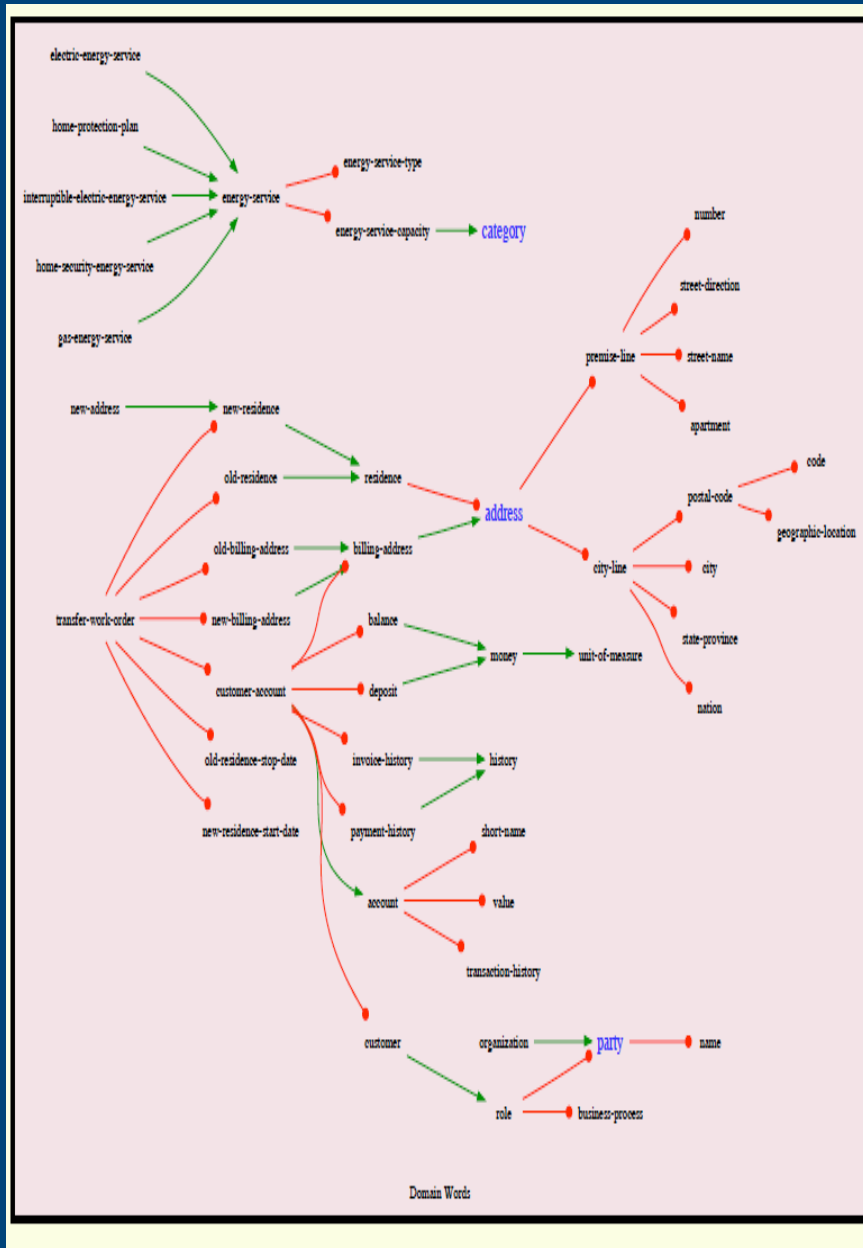 electric-energy-service
home-protection-plan
energy-service-type
interruptible-electric-energy-service
energy-service
number
energy-service-capacity
category
home-security-energy-service
street-direction
gas-energy-service
premise-line
street-name
new-address
new-residence
apartment
code
old-residence
residence
postal-code
address
geographic-location
old-billing-address
billing-address
city-line
city
transfer-work-order
new-billing-address
balance
state-province
money
unit-of-measure
customer-account
deposit
nation
old-residence-stop-date
invoice-history
history
new-residence-start-date
payment-history
short-name
account
value
transaction-history
customer
organization
party
name
role
business-process
Domain Words